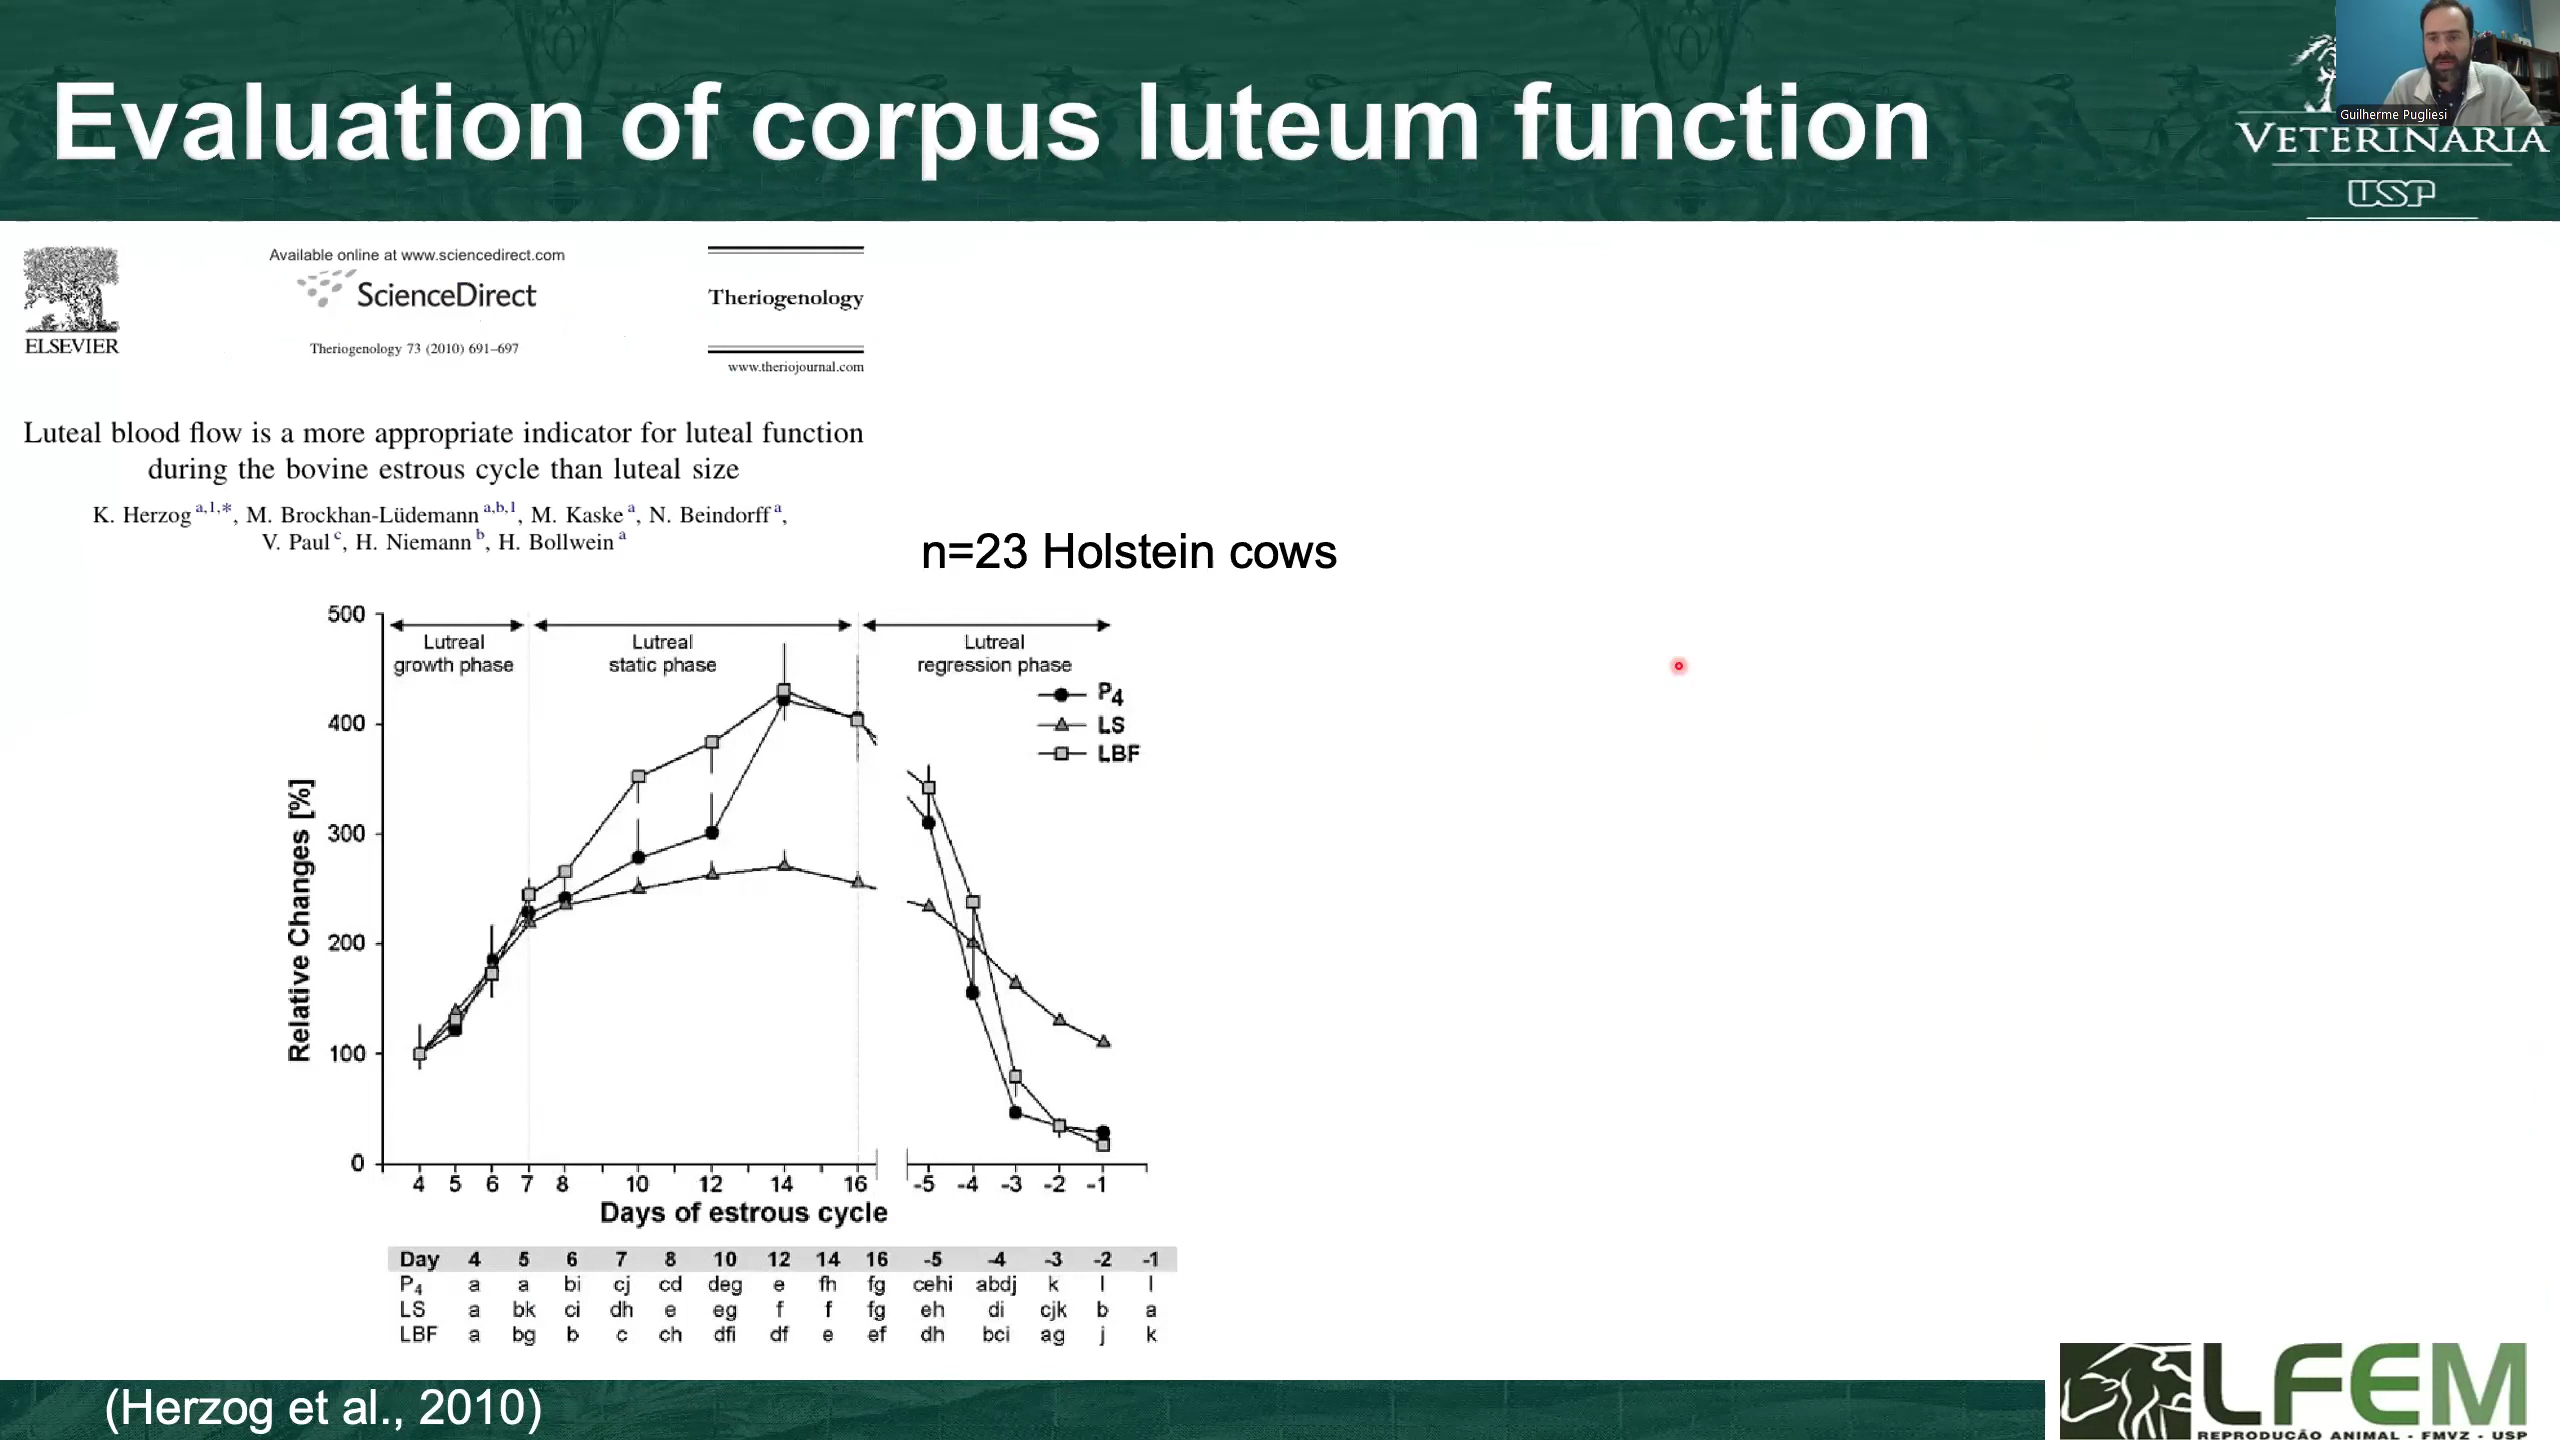 Evaluation of corpus luteum function
Guilherme Pugliesi
VETERINARIA
USP
ELSEVIER
Available online at www.sciencedirect.com
ScienceDirect
Theriogenology 73 (2010) 691–697
Theriogenology
www.theriojournal.com
Luteal blood flow is a more appropriate indicator for luteal function
during the bovine estrous cycle than luteal size
K. Herzog a,1,*, M. Brockhan-Lüdemann a,b,1, M. Kaske a, N. Beindorff a,
V. Paul c, H. Niemann b, H. Bollwein a
n=23 Holstein cows
500
400
300
200
100
0
Relative Changes [%]
Lutreal
growth phase
Lutreal
static phase
Lutreal
regression phase
P4
LS
LBF
4 5 6 7 8 10 12 14 16 -5 -4 -3 -2 -1
Days of estrous cycle
Day 4 5 6 7 8 10 12 14 16 -5 -4 -3 -2 -1
P4 a a bi cj cd deg e fh fg cehi abdj k l l
LS a bk ci dh e eg f f fg eh di cjk b a
LBF a bg b c ch dfi df e ef dh bci ag j k
(Herzog et al., 2010)
LFEM
REPRODUÇÃO ANIMAL - FMVZ - USP